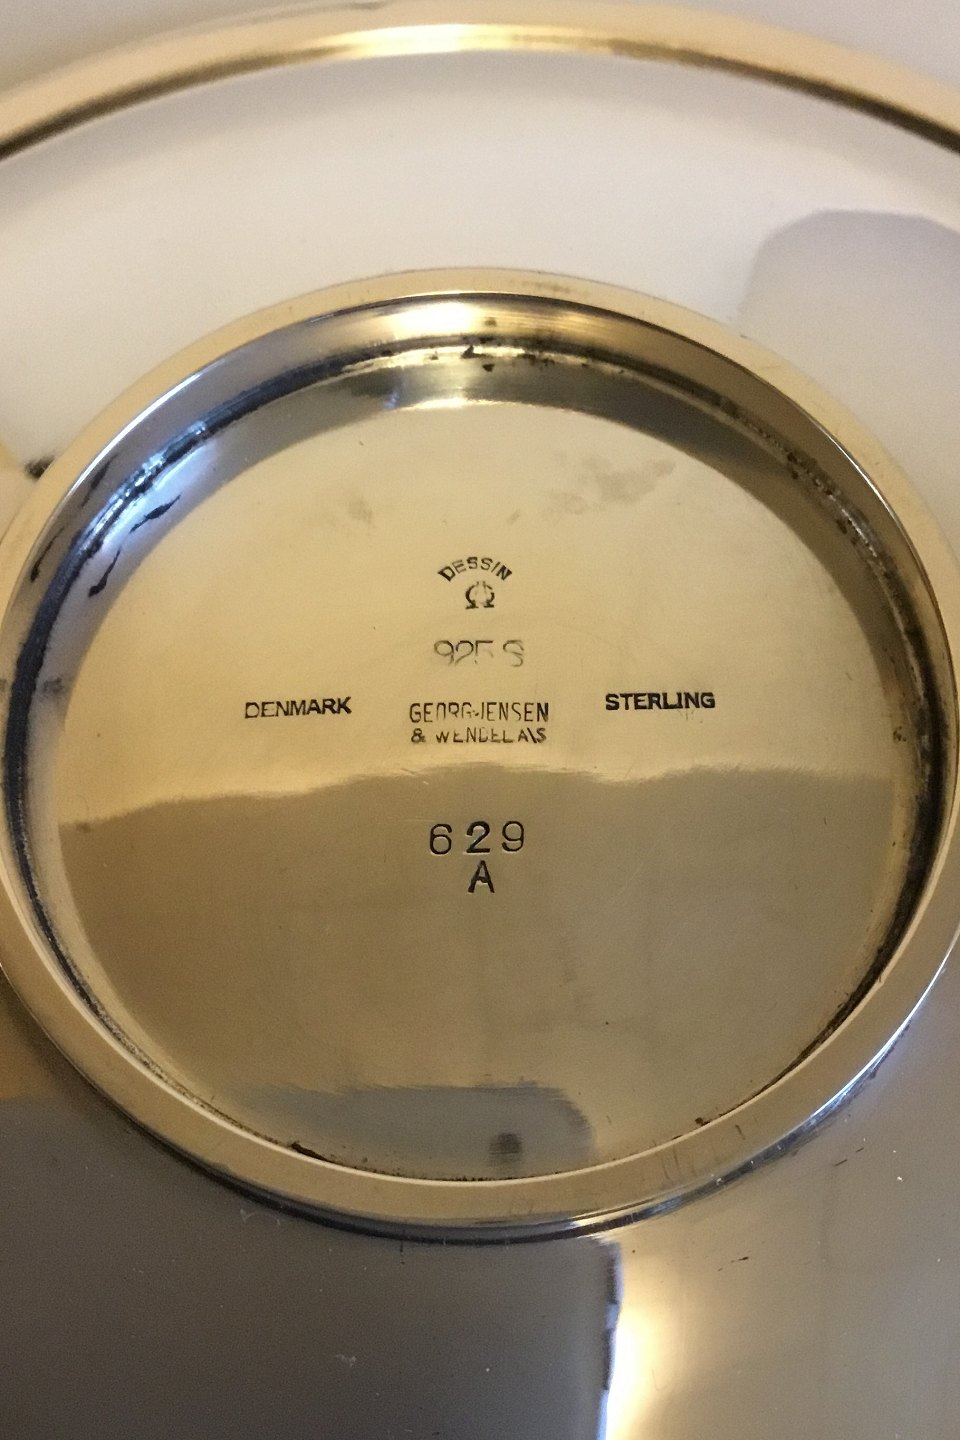 DESSIN
925 S
DENMARK GEORG JENSEN STERLING
& WENDEL A\S
629
A